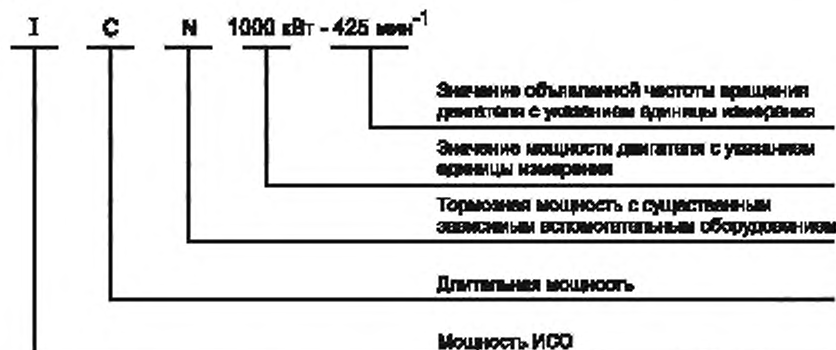 I C N 1000 кВт - 425 мин⁻¹
Значение объявленной частоты вращения
двигателя с указанием единицы измерения
Значение мощности двигателя с указанием
единицы измерения
Тормозная мощность с существенным
зависимым вспомогательным оборудованием
Длительная мощность
Мощность ИСО